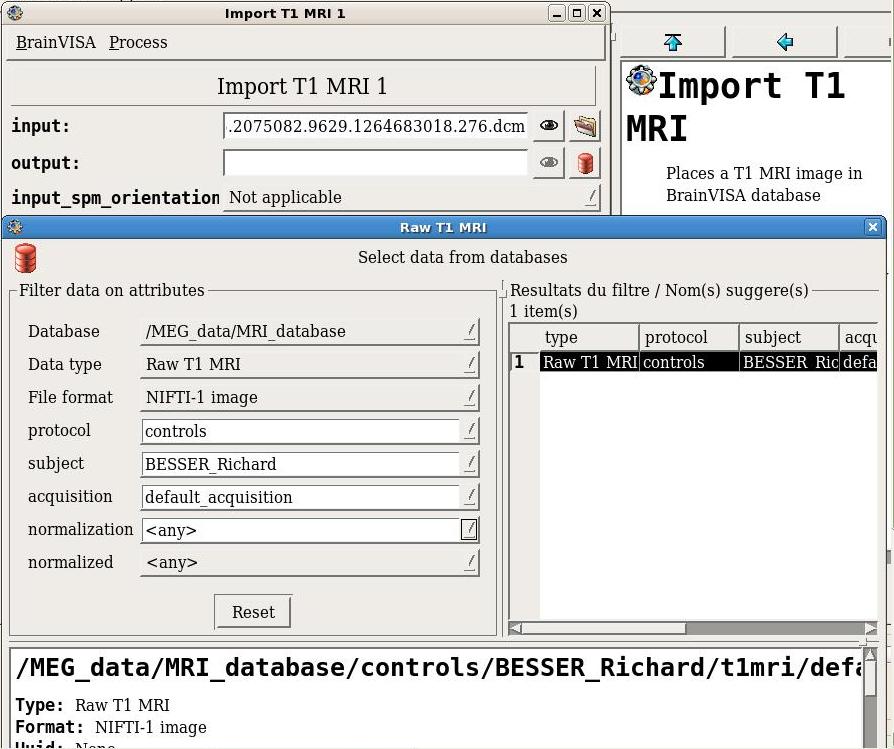 Import T1 MRI 1
BrainVISA Process
Import T1 MRI 1
input: .2075082.9629.1264683018.276.dcm
output:
input_spm_orientation Not applicable
Import T1
MRI
Places a T1 MRI image in
BrainVISA database
Raw T1 MRI
Select data from databases
Filter data on attributes
Database /MEG_data/MRI_database
Data type Raw T1 MRI
File format NIFTI-1 image
protocol controls
subject BESSER_Richard
acquisition default_acquisition
normalization <any>
normalized <any>
Reset
Resultats du filtre / Nom(s) suggere(s)
1 item(s)
type protocol subject acqu
1 Raw T1 MRI controls BESSER_Ric defa
/MEG_data/MRI_database/controls/BESSER_Richard/t1mri/defa
Type: Raw T1 MRI
Format: NIFTI-1 image
Uuid: None